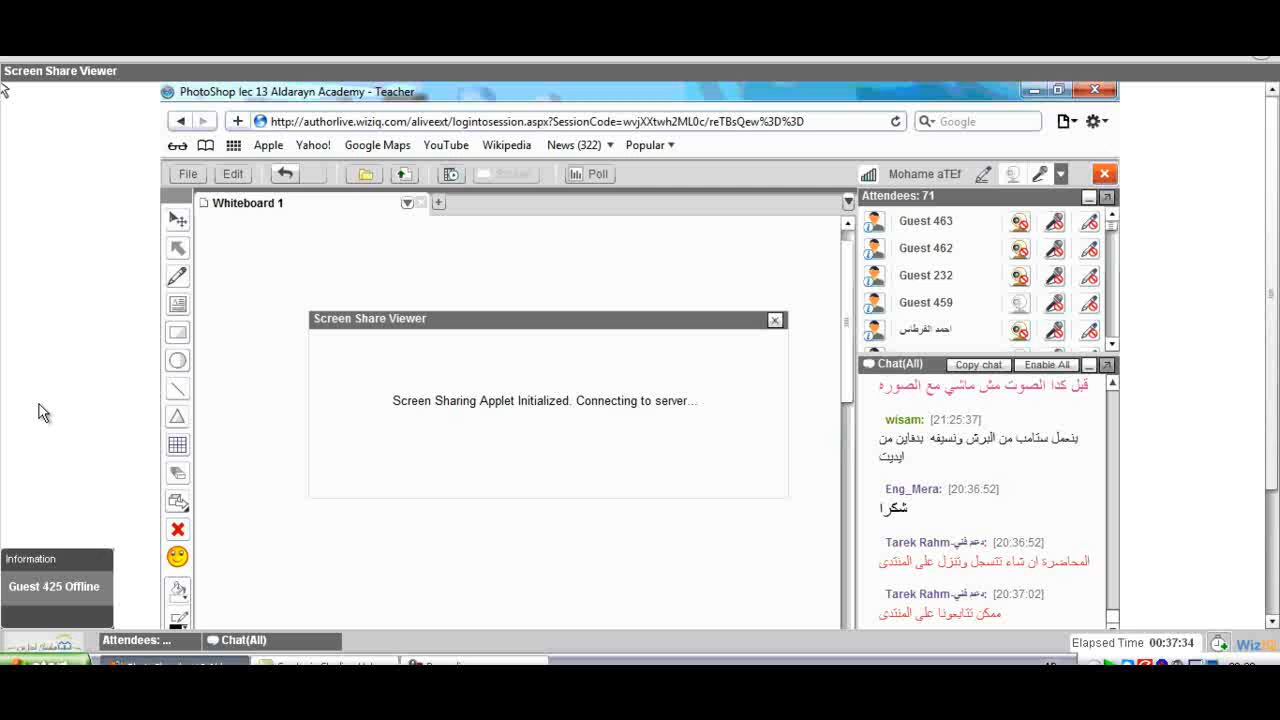 Screen Share Viewer
PhotoShop lec 13 Aldarayn Academy - Teacher
http://authorlive.wiziq.com/aliveext/logintosession.aspx?SessionCode=wvjXXtwh2ML0c/reTBsQew%3D%3D
Google
Apple Yahoo! Google Maps YouTube Wikipedia News (322) Popular
File Edit Poll Mohame aTEf
Whiteboard 1
Attendees: 71
Guest 463
Guest 462
Guest 232
Guest 459
احمد القرطاس
Screen Share Viewer
Screen Sharing Applet Initialized. Connecting to server...
Chat(All) Copy chat Enable All
قبل كدا الصوت مش ماشي مع الصوره
wisam: [21:25:37]
بنعمل ستامب من البرش ونسيفه بدفاين من
ايديت
Eng_Mera: [20:36:52]
شكرا
Tarek Rahm-دعم فني: [20:36:52]
المحاضرة ان شاء تتسجل وتنزل على المنتدى
Tarek Rahm-دعم فني: [20:37:02]
ممكن تتابعونا على المنتدى
Information
Guest 425 Offline
Attendees: ... Chat(All)
Elapsed Time 00:37:34